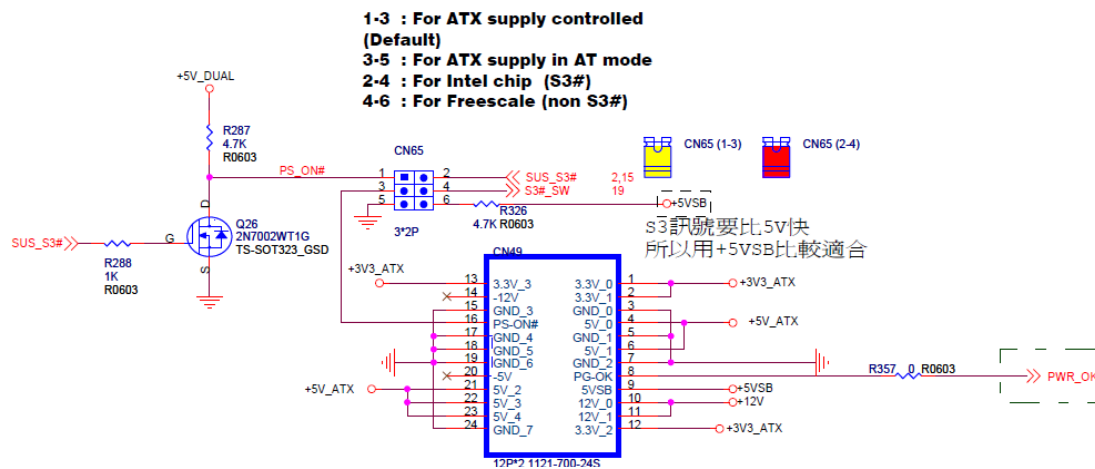 1-3 : For ATX supply controlled
(Default)
3-5 : For ATX supply in AT mode
2-4 : For Intel chip (S3#)
4-6 : For Freescale (non S3#)
+5V_DUAL
R287
4.7K
R0603
PS_ON#
CN65
1 2
3 4
5 6
3*2P
SUS_S3# 2,15
S3#_SW 19
CN65 (1-3)
CN65 (2-4)
R326
4.7K R0603
+5VSB
S3訊號要比5V快
所以用+5VSB比較適合
SUS_S3#
R288
1K
R0603
D
G
S
Q26
2N7002WT1G
TS-SOT323_GSD
CN49
+3V3_ATX 13 3.3V_3 3.3V_0 1 +3V3_ATX
14 -12V 3.3V_1 2
15 GND_3 GND_0 3
16 PS-ON# 5V_0 4 +5V_ATX
17 GND_4 GND_1 5
18 GND_5 5V_1 6
19 GND_6 GND_2 7
20 -5V PG-OK 8 R357 0 R0603 PWR_OK
+5V_ATX 21 5V_2 5VSB 9 +5VSB
22 5V_3 12V_0 10 +12V
23 5V_4 12V_1 11
24 GND_7 3.3V_2 12 +3V3_ATX
12P*2 1121-700-24S